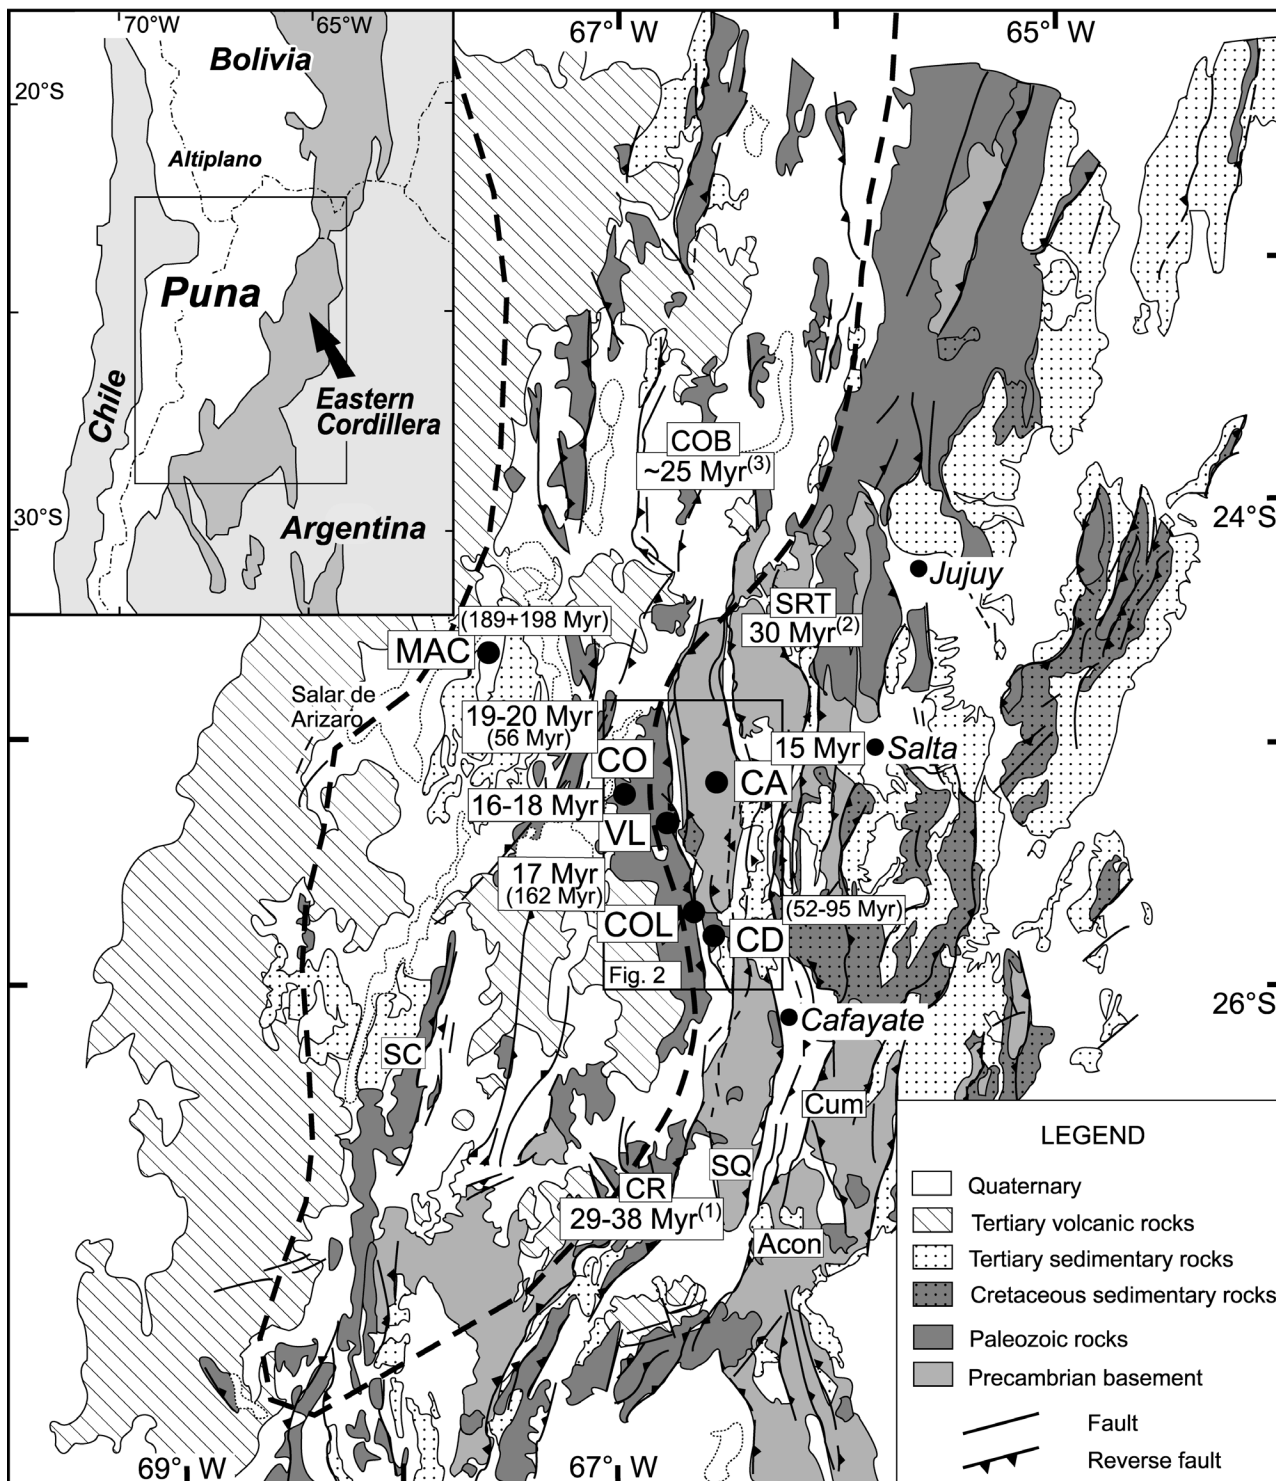 70°W
65°W
Bolivia
20°S
Altiplano
Puna
Chile
Eastern
Cordillera
30°S
Argentina
67° W
65° W
COB
~25 Myr(3)
24°S
Jujuy
SRT
30 Myr(2)
(189+198 Myr)
MAC
Salar de
Arizaro
19-20 Myr
(56 Myr)
CO
15 Myr
Salta
CA
16-18 Myr
VL
17 Myr
(162 Myr)
(52-95 Myr)
COL
CD
Fig. 2
26°S
Cafayate
SC
Cum
SQ
CR
29-38 Myr(1)
Acon
LEGEND
Quaternary
Tertiary volcanic rocks
Tertiary sedimentary rocks
Cretaceous sedimentary rocks
Paleozoic rocks
Precambrian basement
Fault
Reverse fault
69° W
67° W